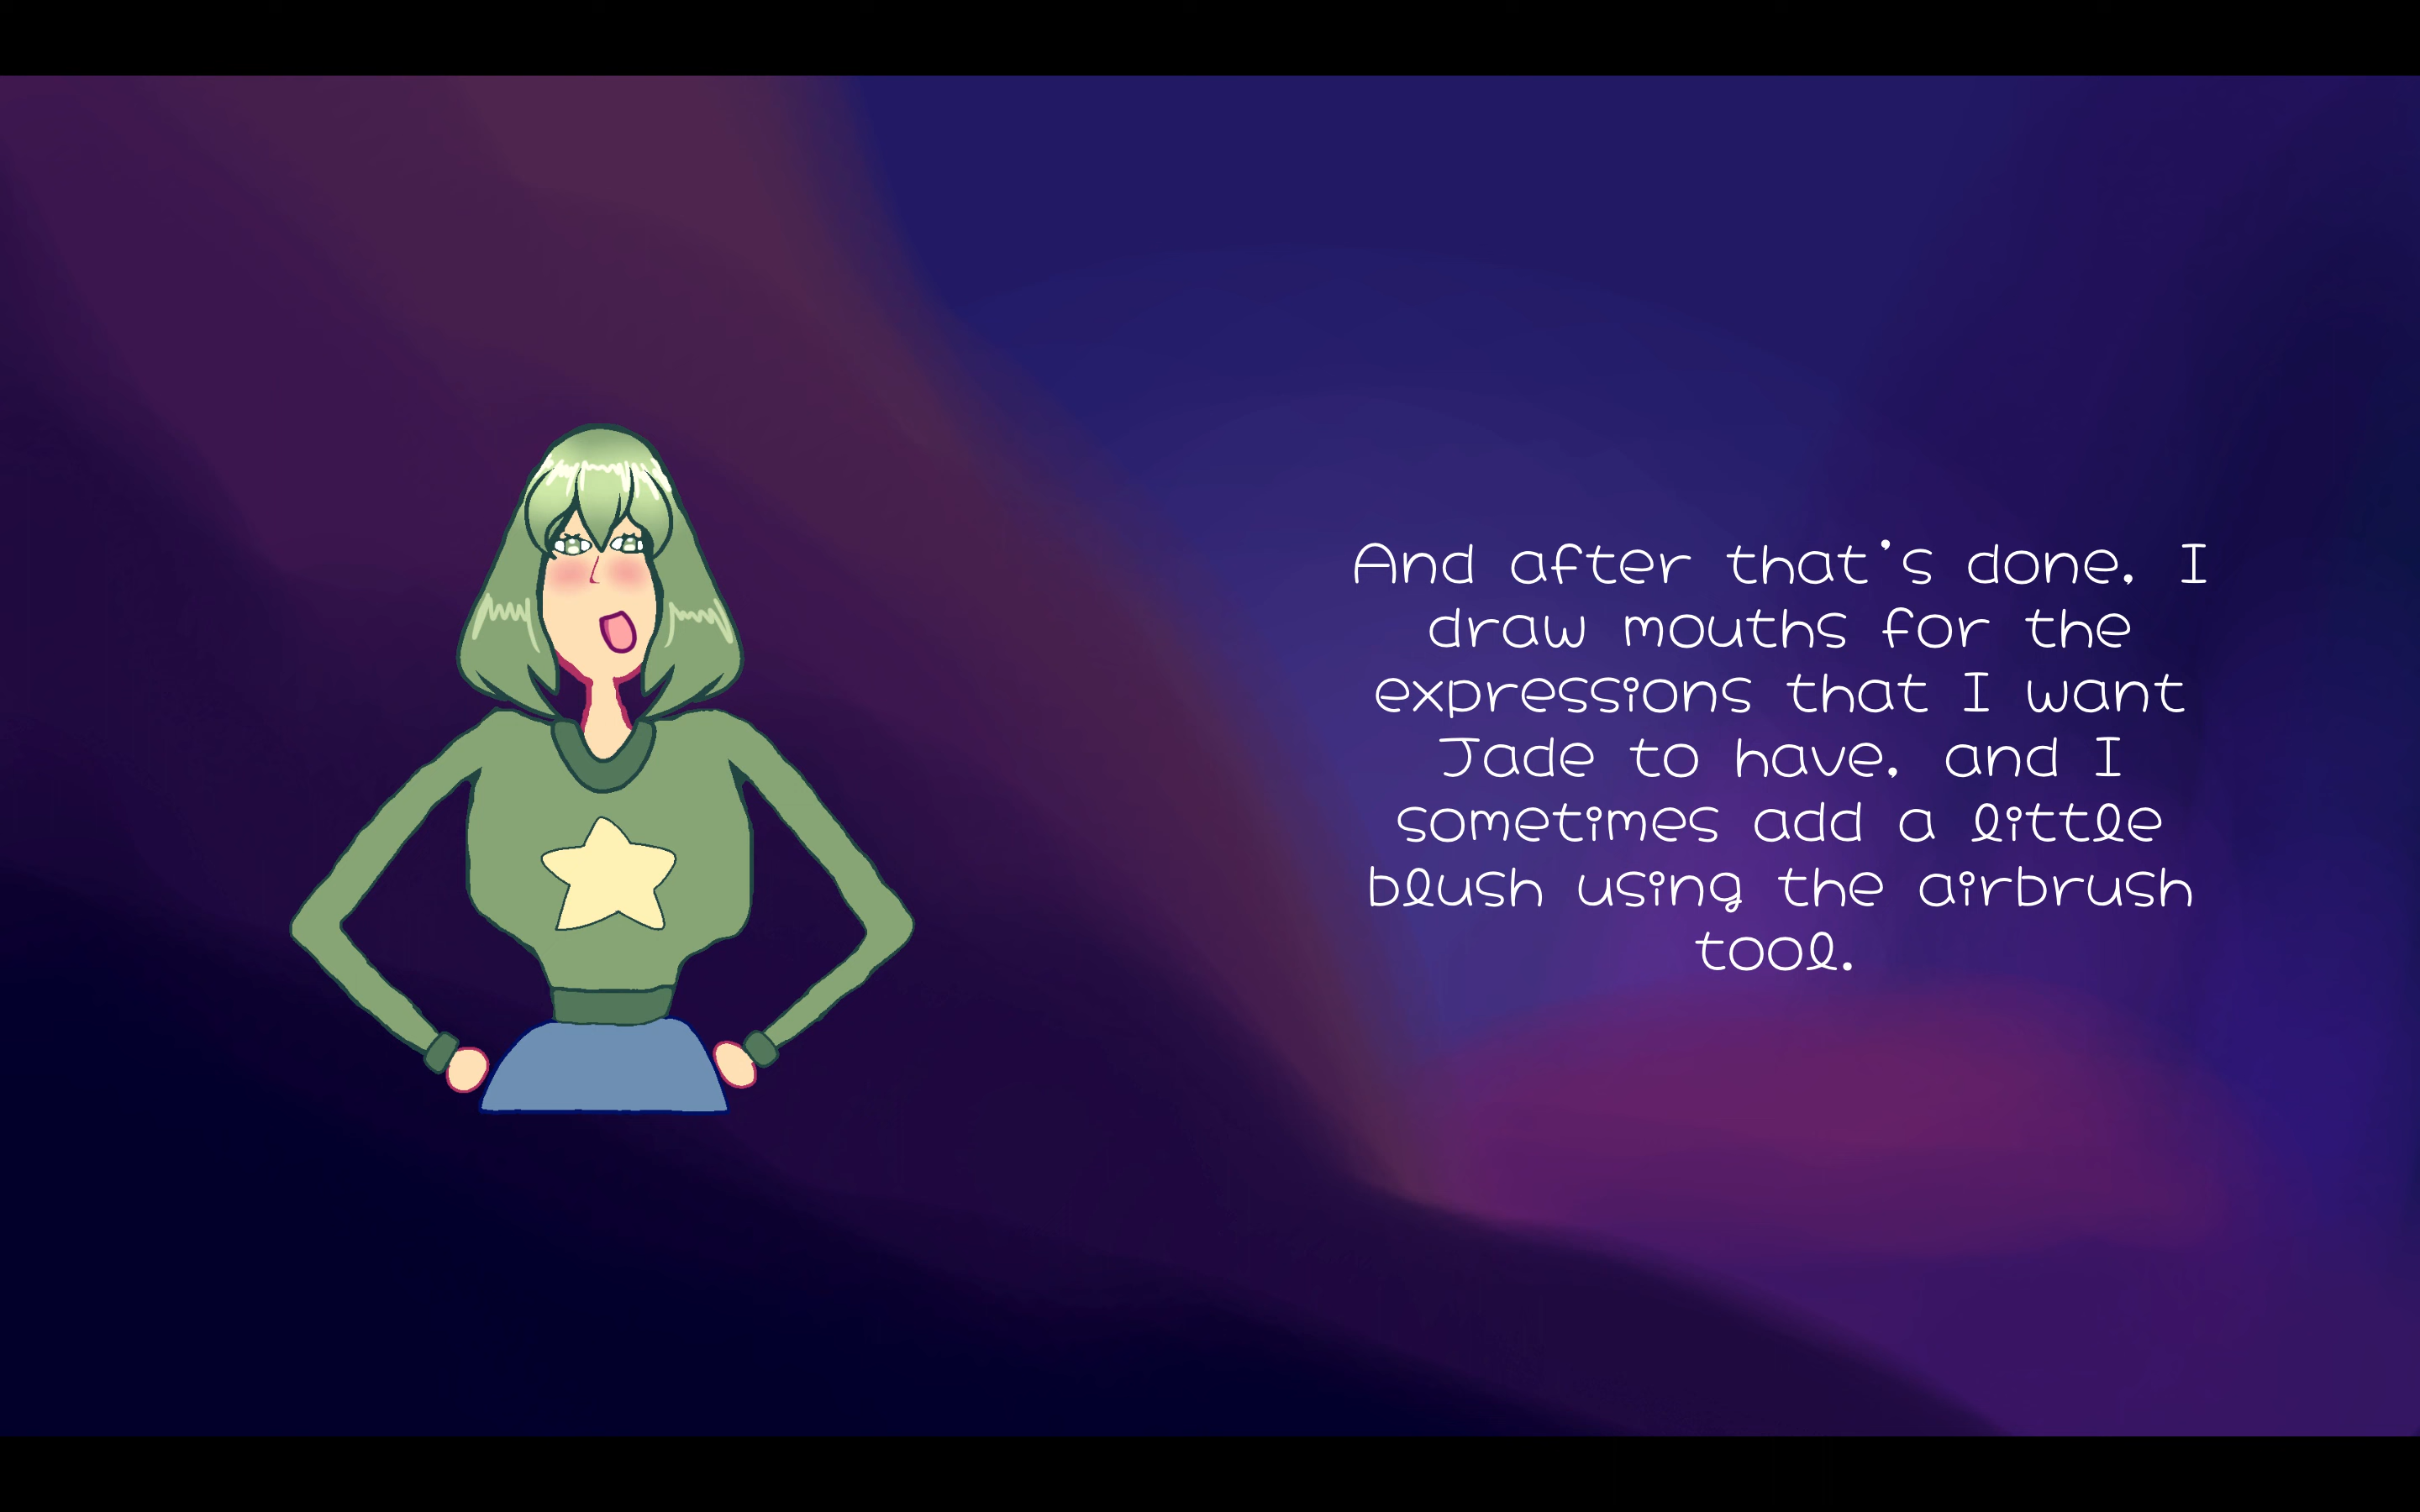 And after that's done, I
draw mouths for the
expressions that I want
Jade to have, and I
sometimes add a little
blush using the airbrush
tool.